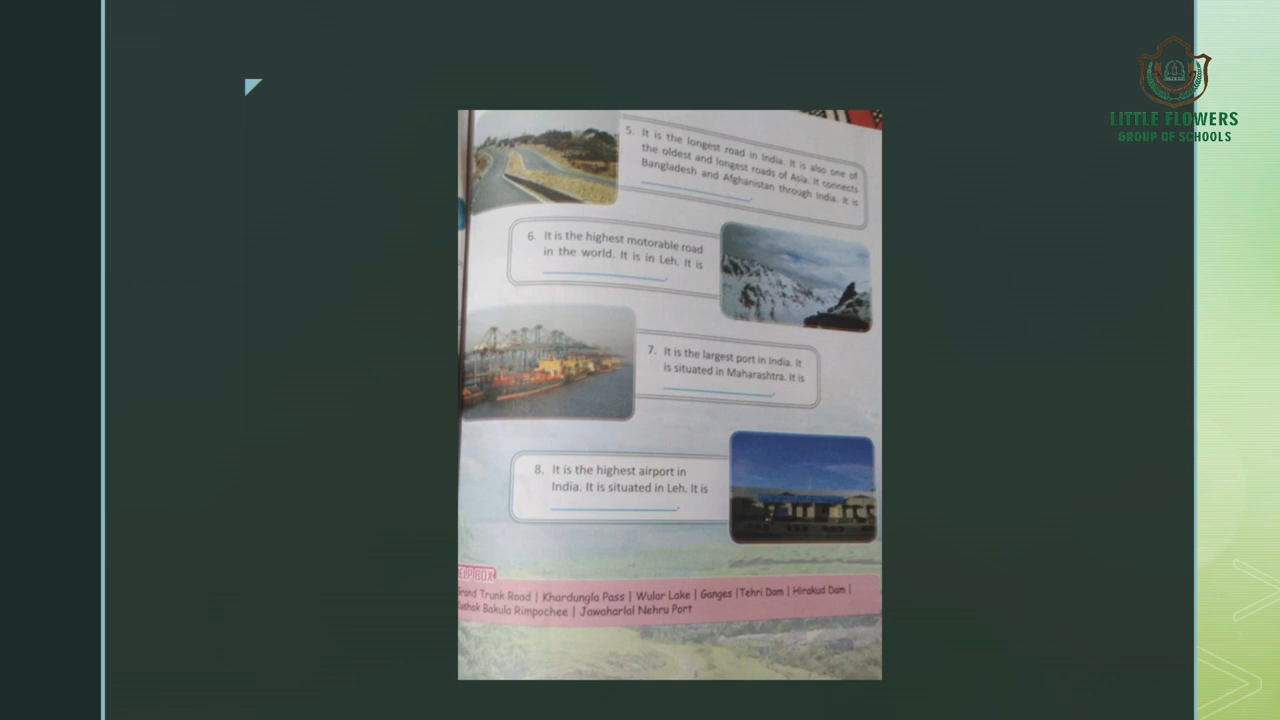 LITTLE FLOWERS
GROUP OF SCHOOLS
5. It is the longest road in India. It is also one of
the oldest and longest roads of Asia. It connects
Bangladesh and Afghanistan through India. It is
6. It is the highest motorable road
in the world. It is in Leh. It is
7. It is the largest port in India. It
is situated in Maharashtra. It is
8. It is the highest airport in
India. It is situated in Leh. It is
ELP BOX
Grand Trunk Road | Khardungla Pass | Wular Lake | Ganges | Tehri Dam | Hirakud Dam |
Kushok Bakula Rimpochee | Jawaharlal Nehru Port